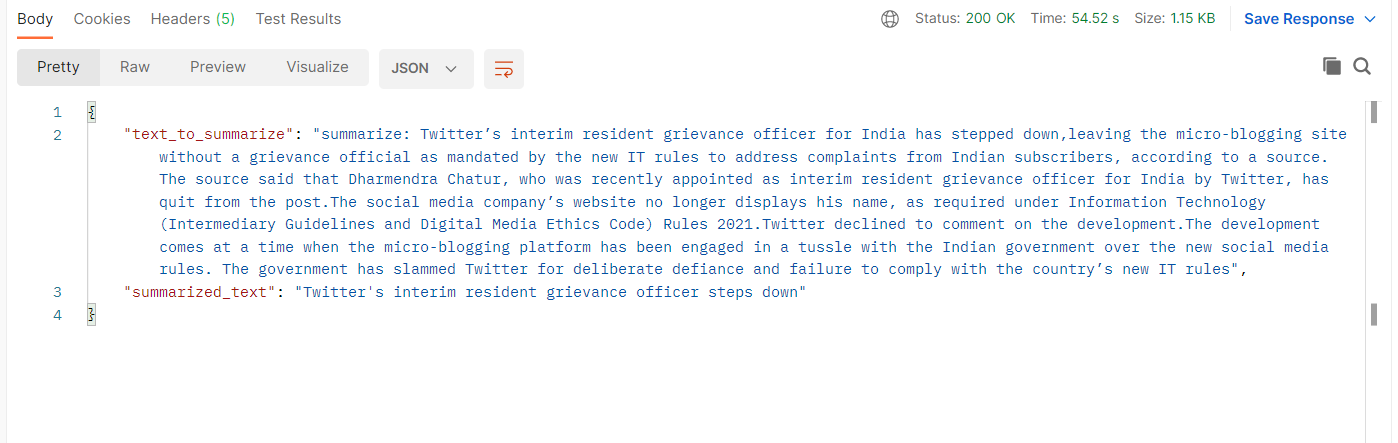 Body Cookies Headers (5) Test Results Status: 200 OK Time: 54.52 s Size: 1.15 KB Save Response
Pretty Raw Preview Visualize JSON
1 {
2 "text_to_summarize": "summarize: Twitter’s interim resident grievance officer for India has stepped down,leaving the micro-blogging site
without a grievance official as mandated by the new IT rules to address complaints from Indian subscribers, according to a source.
The source said that Dharmendra Chatur, who was recently appointed as interim resident grievance officer for India by Twitter, has
quit from the post.The social media company’s website no longer displays his name, as required under Information Technology
(Intermediary Guidelines and Digital Media Ethics Code) Rules 2021.Twitter declined to comment on the development.The development
comes at a time when the micro-blogging platform has been engaged in a tussle with the Indian government over the new social media
rules. The government has slammed Twitter for deliberate defiance and failure to comply with the country’s new IT rules",
3 "summarized_text": "Twitter's interim resident grievance officer steps down"
4 }